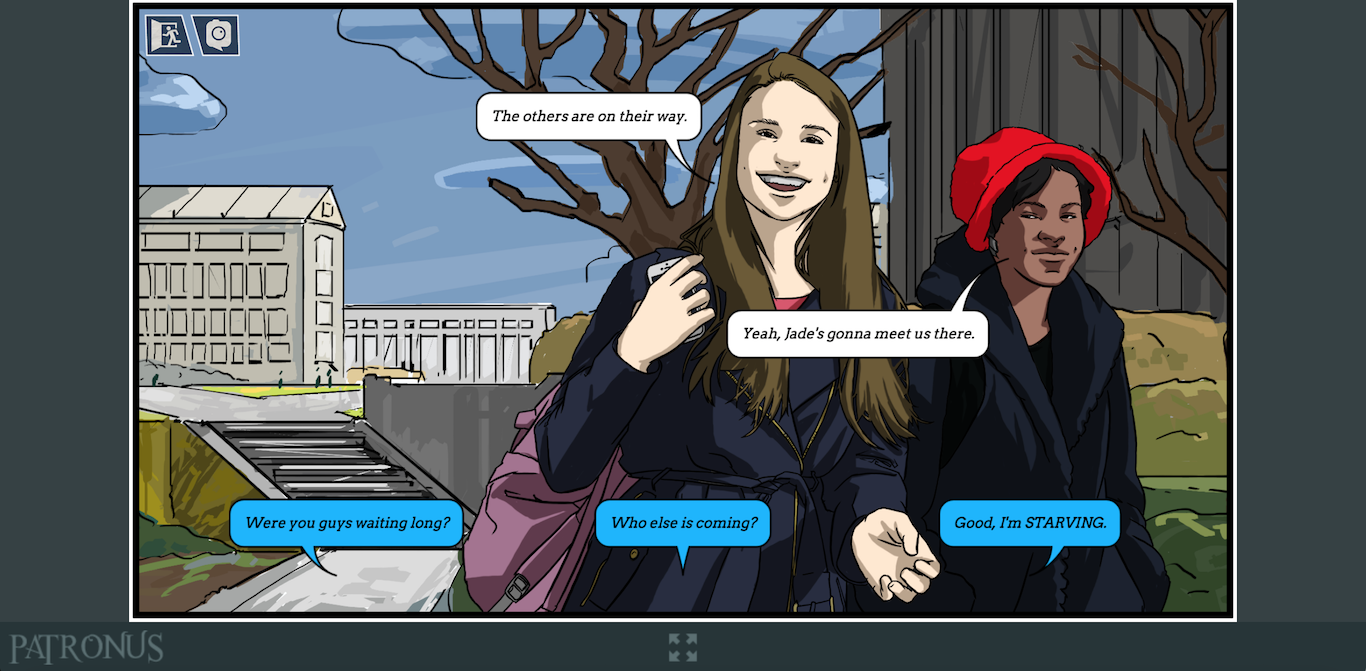 The others are on their way.
Yeah, Jade's gonna meet us there.
Were you guys waiting long?
Who else is coming?
Good, I'm STARVING.
PATRONUS